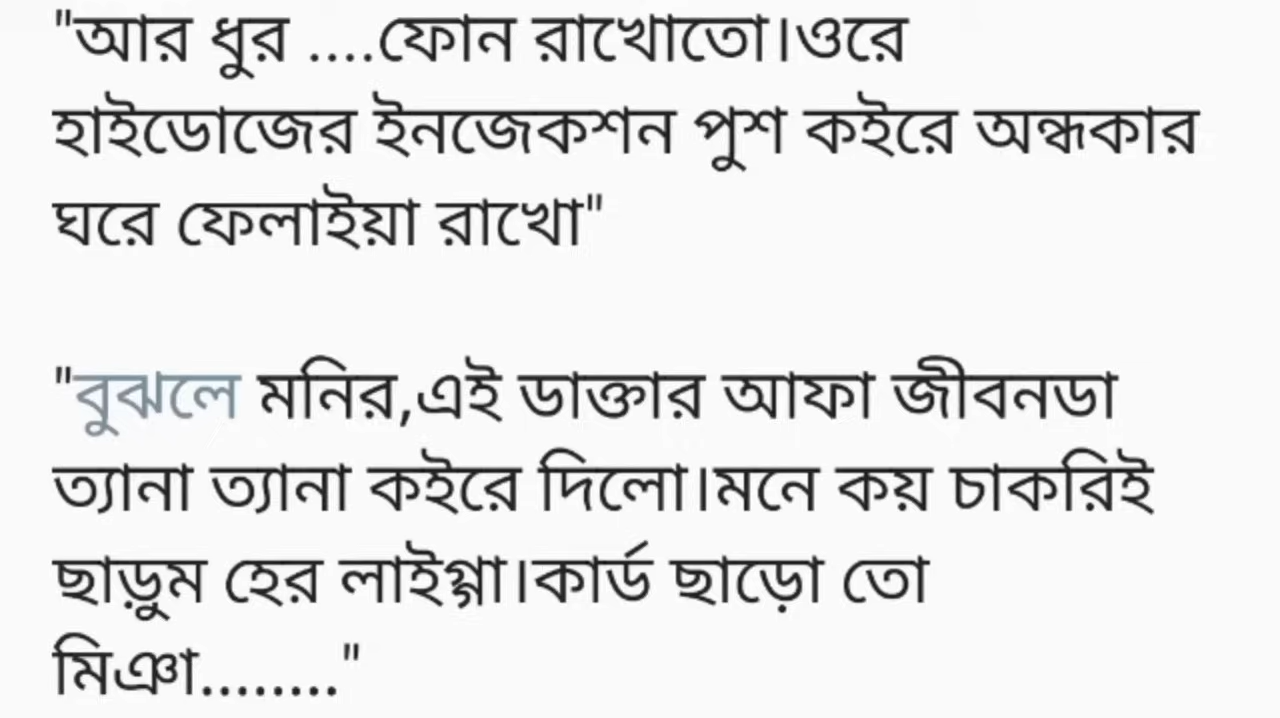 "আর ধুর ....ফোন রাখোতো।ওরে
হাইডোজের ইনজেকশন পুশ কইরে অন্ধকার
ঘরে ফেলাইয়া রাখো"
"বুঝলে মনির,এই ডাক্তার আফা জীবনডা
ত্যানা ত্যানা কইরে দিলো।মনে কয় চাকরিই
ছাড়ুম হের লাইগ্গা।কার্ড ছাড়ো তো
মিঞা........"